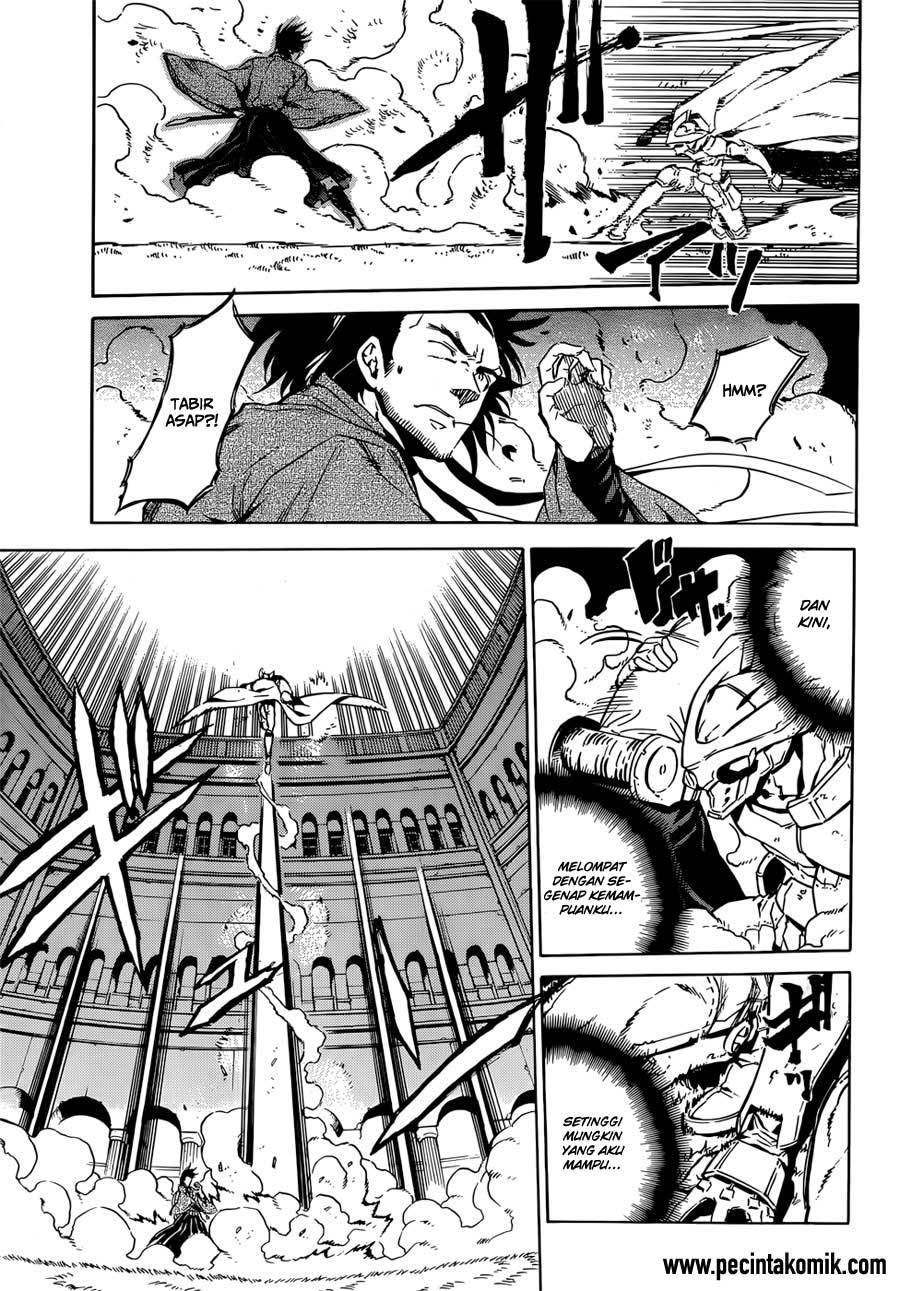 HMM?
TABIR
ASAP?!
DAN
KINI,
MELOMPAT
DENGAN SE-
GENAP KEMAM-
PUANKU...
SETINGGI
MUNGKIN
YANG AKU
MAMPU...
www.pecintakomik.com